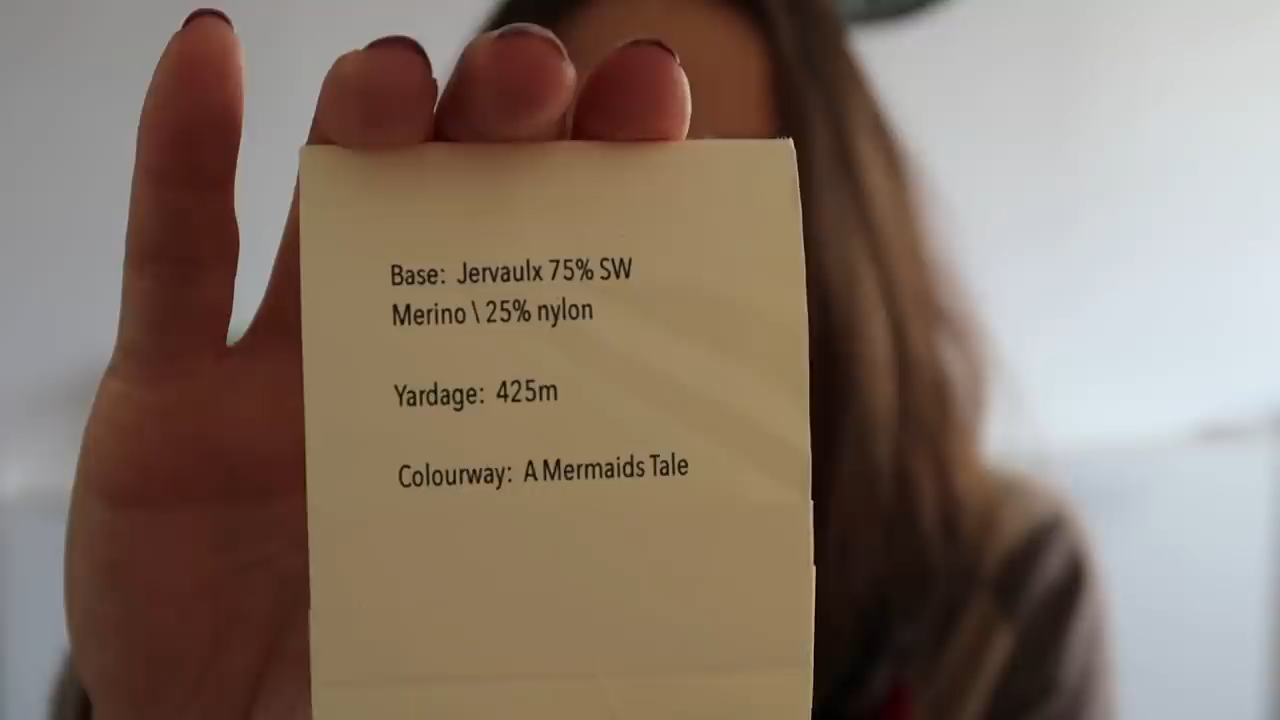 Base: Jervaulx 75% SW
Merino \ 25% nylon
Yardage: 425m
Colourway: A Mermaids Tale